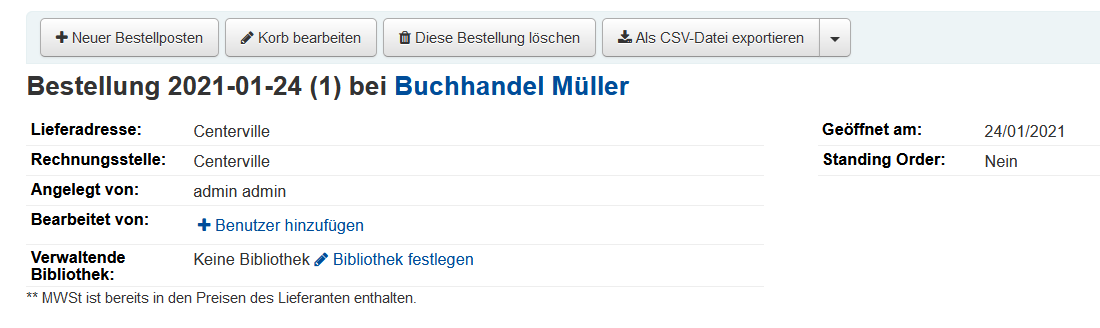 Neuer Bestellposten Korb bearbeiten Diese Bestellung löschen Als CSV-Datei exportieren
Bestellung 2021-01-24 (1) bei Buchhandel Müller
Lieferadresse: Centerville Geöffnet am: 24/01/2021
Rechnungsstelle: Centerville Standing Order: Nein
Angelegt von: admin admin
Bearbeitet von: Benutzer hinzufügen
Verwaltende
Bibliothek: Keine Bibliothek Bibliothek festlegen
** MWSt ist bereits in den Preisen des Lieferanten enthalten.